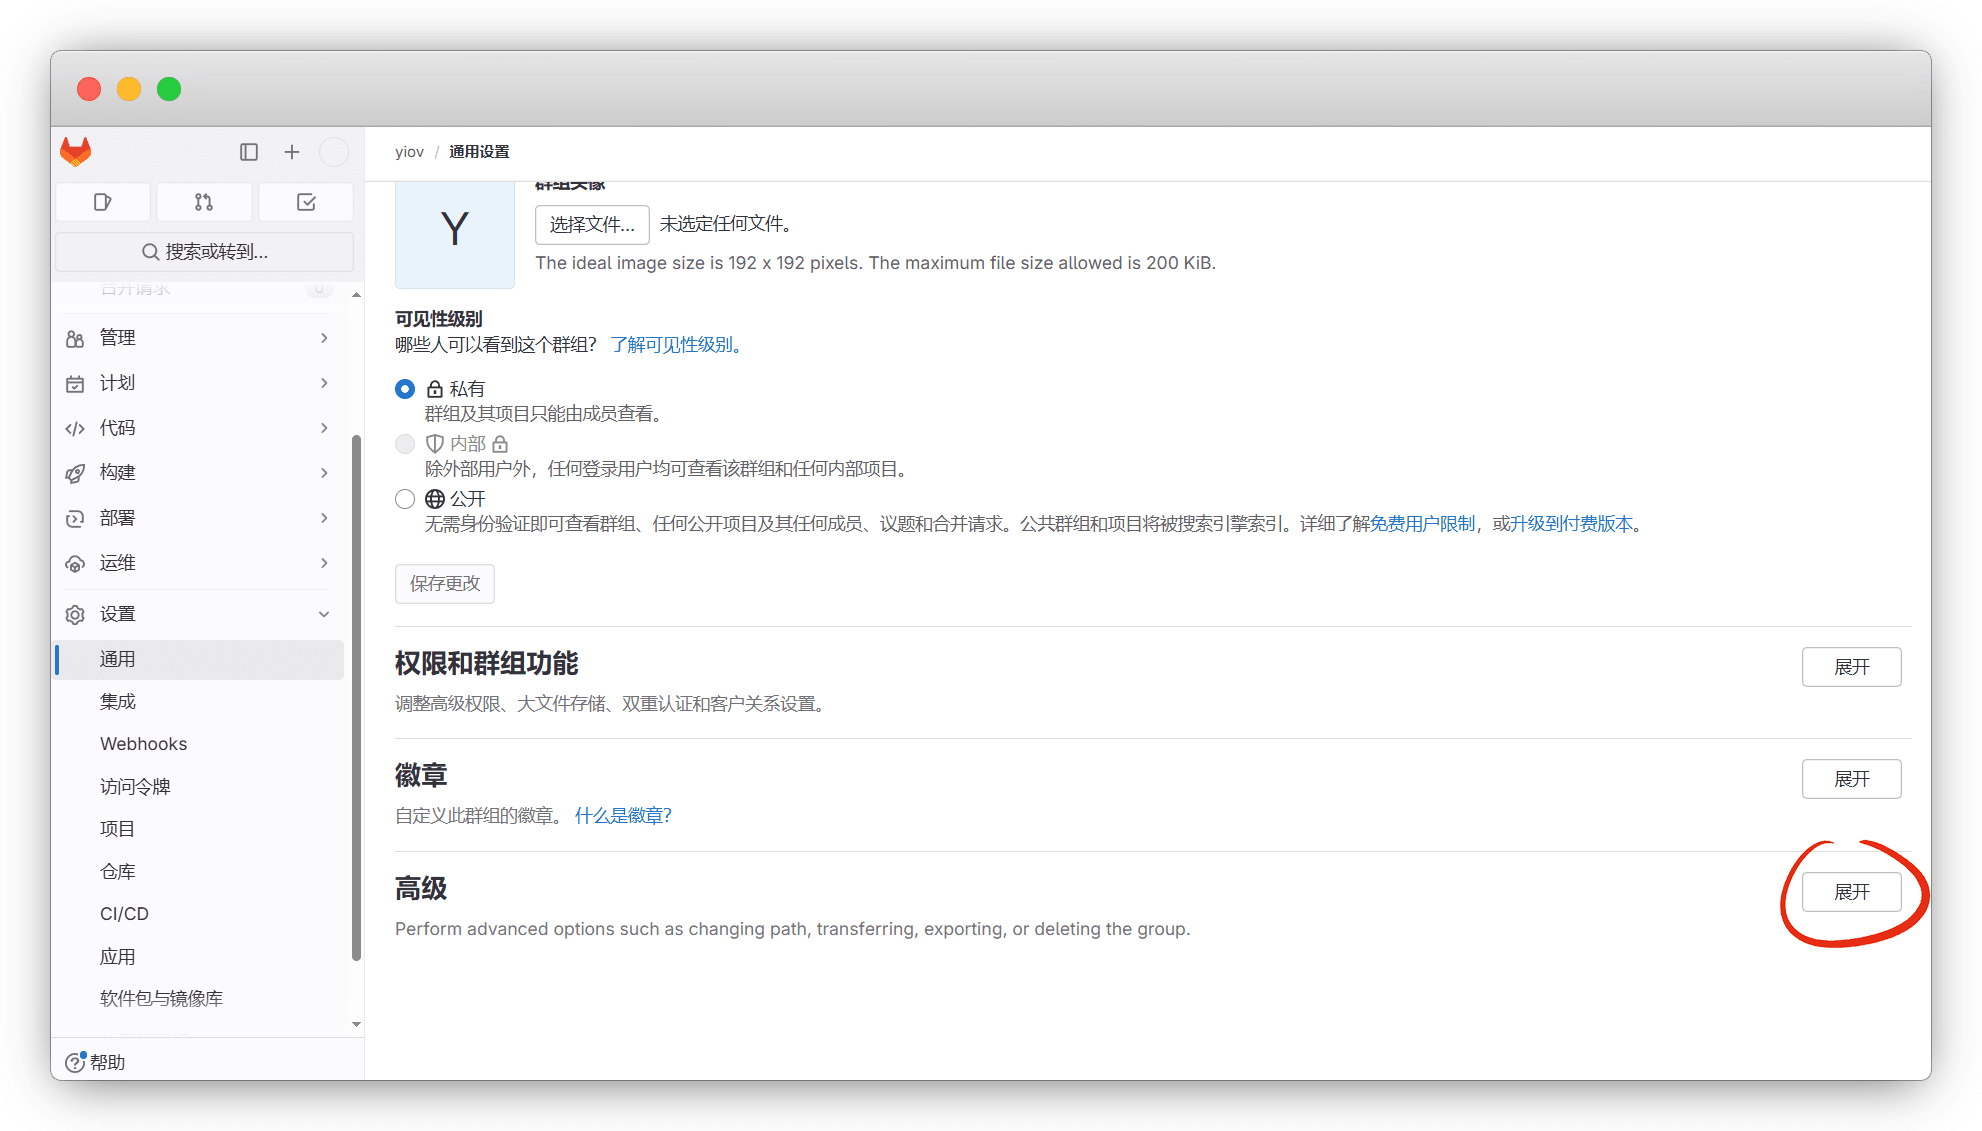 搜索或转到...
合并请求 0
管理
计划
代码
构建
部署
运维
设置
通用
集成
Webhooks
访问令牌
项目
仓库
CI/CD
应用
软件包与镜像库
帮助
yiov / 通用设置
群组头像
Y
选择文件... 未选定任何文件。
The ideal image size is 192 x 192 pixels. The maximum file size allowed is 200 KiB.
可见性级别
哪些人可以看到这个群组? 了解可见性级别。
私有
群组及其项目只能由成员查看。
内部
除外部用户外，任何登录用户均可查看该群组和任何内部项目。
公开
无需身份验证即可查看群组、任何公开项目及其任何成员、议题和合并请求。公共群组和项目将被搜索引擎索引。详细了解免费用户限制，或升级到付费版本。
保存更改
权限和群组功能
展开
调整高级权限、大文件存储、双重认证和客户关系设置。
徽章
展开
自定义此群组的徽章。 什么是徽章?
高级
展开
Perform advanced options such as changing path, transferring, exporting, or deleting the group.